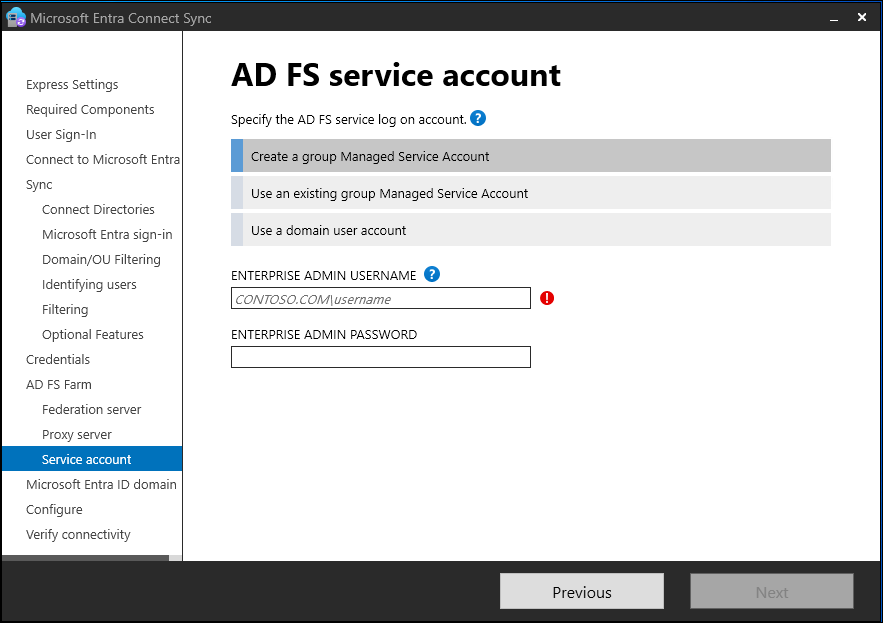 Microsoft Entra Connect Sync
Express Settings
Required Components
User Sign-In
Connect to Microsoft Entra
Sync
Connect Directories
Microsoft Entra sign-in
Domain/OU Filtering
Identifying users
Filtering
Optional Features
Credentials
AD FS Farm
Federation server
Proxy server
Service account
Microsoft Entra ID domain
Configure
Verify connectivity
AD FS service account
Specify the AD FS service log on account. ?
Create a group Managed Service Account
Use an existing group Managed Service Account
Use a domain user account
ENTERPRISE ADMIN USERNAME ?
CONTOSO.COM\username !
ENTERPRISE ADMIN PASSWORD
Previous
Next